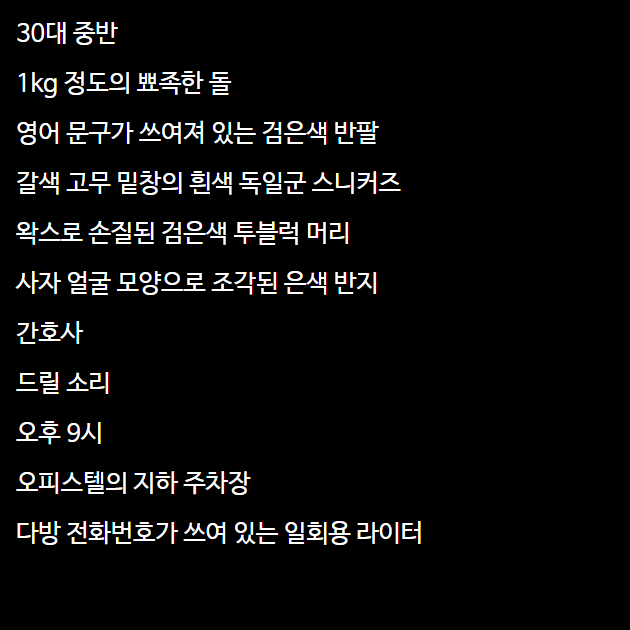 30대 중반
1kg 정도의 뾰족한 돌
영어 문구가 쓰여져 있는 검은색 반팔
갈색 고무 밑창의 흰색 독일군 스니커즈
왁스로 손질된 검은색 투블럭 머리
사자 얼굴 모양으로 조각된 은색 반지
간호사
드릴 소리
오후 9시
오피스텔의 지하 주차장
다방 전화번호가 쓰여 있는 일회용 라이터